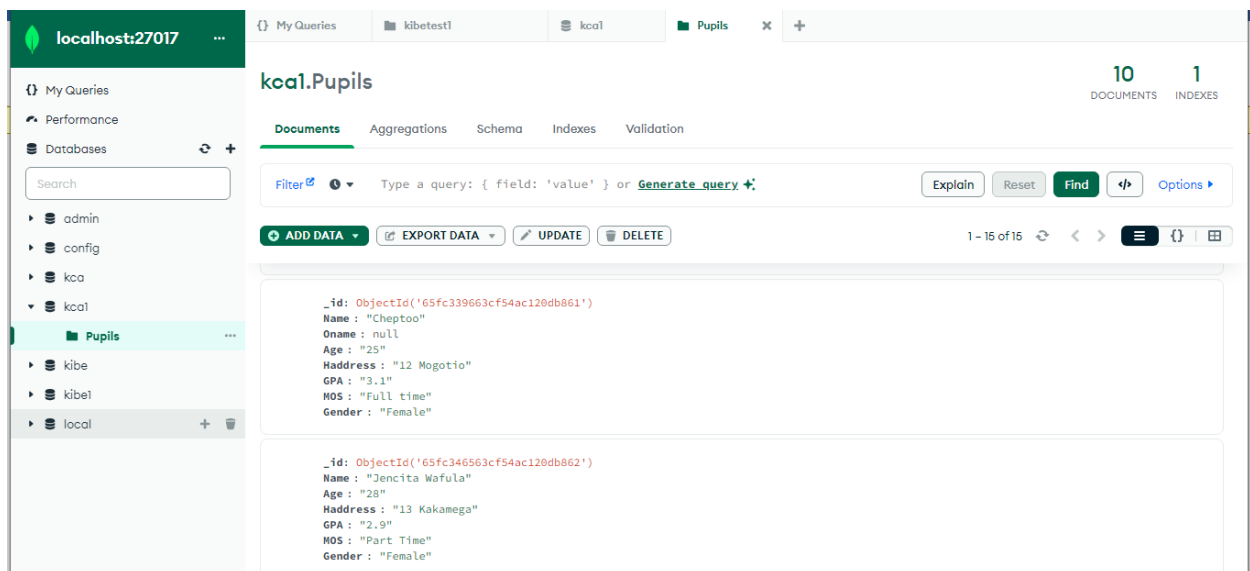 localhost:27017 ...
{} My Queries
Performance
Databases
Search
admin
config
kca
kca1
Pupils
kibe
kibe1
local
{} My Queries kibetest1 kca1 Pupils
kca1.Pupils
10 1
DOCUMENTS INDEXES
Documents Aggregations Schema Indexes Validation
Filter Type a query: { field: 'value' } or Generate query Explain Reset Find </> Options
ADD DATA EXPORT DATA UPDATE DELETE 1 – 15 of 15 {}
_id: ObjectId('65fc339663cf54ac120db861')
Name : "Cheptoo"
Oname : null
Age : "25"
Haddress : "12 Mogotio"
GPA : "3.1"
MOS : "Full time"
Gender : "Female"
_id: ObjectId('65fc346563cf54ac120db862')
Name : "Jencita Wafula"
Age : "28"
Haddress : "13 Kakamega"
GPA : "2.9"
MOS : "Part Time"
Gender : "Female"